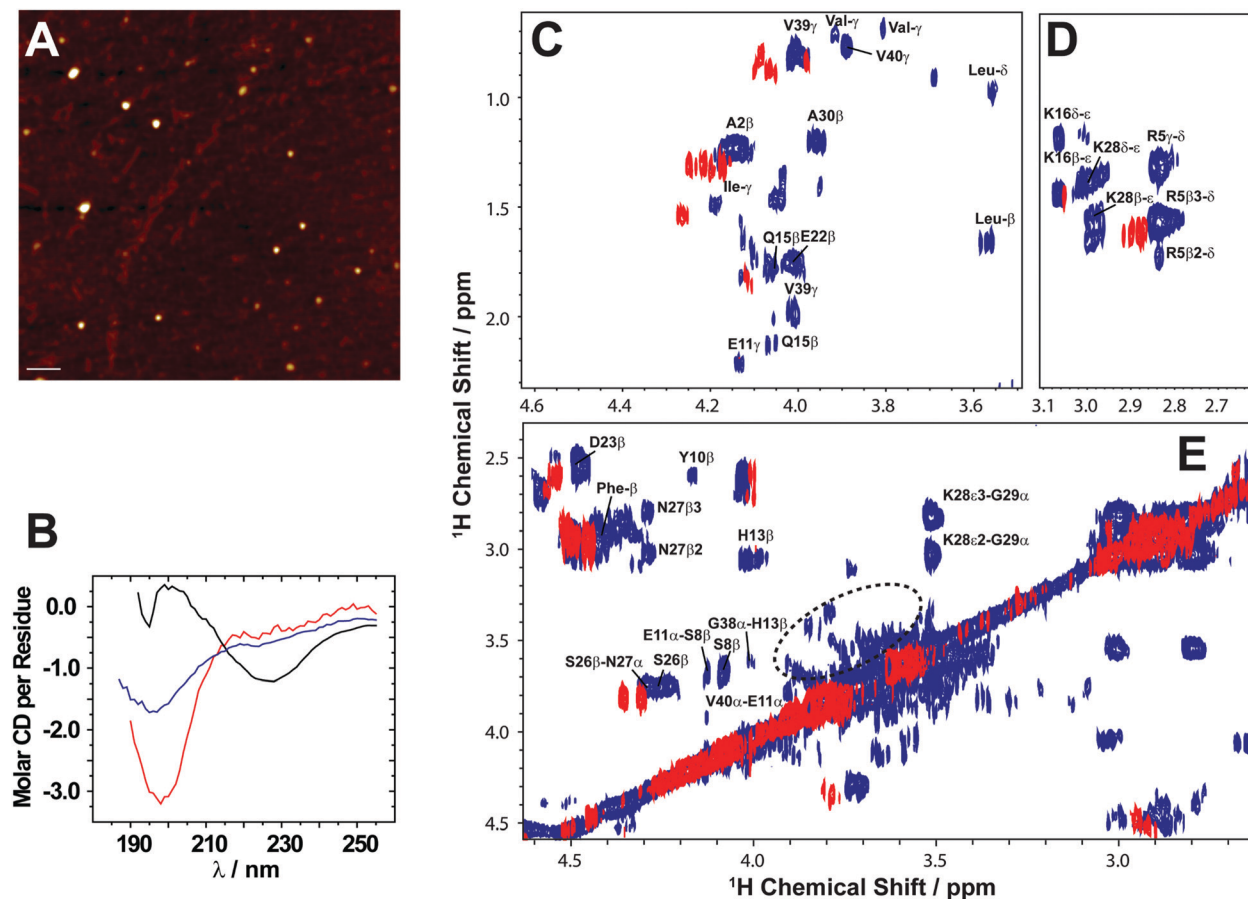 A
B
Molar CD per Residue
0.0
-1.0
-2.0
-3.0
190
210
230
250
λ / nm
C
V39γ
Val-γ
Val-γ
V40γ
Leu-δ
A2β
A30β
Ile-γ
Q15β
E22β
Leu-β
V39γ
E11γ
Q15β
1.0
1.5
2.0
4.6
4.4
4.2
4.0
3.8
3.6
D
K16δ-ε
K28δ-ε
R5γ-δ
K16β-ε
K28β-ε
R5β3-δ
R5β2-δ
3.1
3.0
2.9
2.8
2.7
¹H Chemical Shift / ppm
E
D23β
Y10β
Phe-β
N27β3
N27β2
H13β
K28ε3-G29α
K28ε2-G29α
G38α-H13β
E11α-S8β
S8β
S26β-N27α
S26β
V40α-E11α
2.5
3.0
3.5
4.0
4.5
4.5
4.0
3.5
3.0
¹H Chemical Shift / ppm